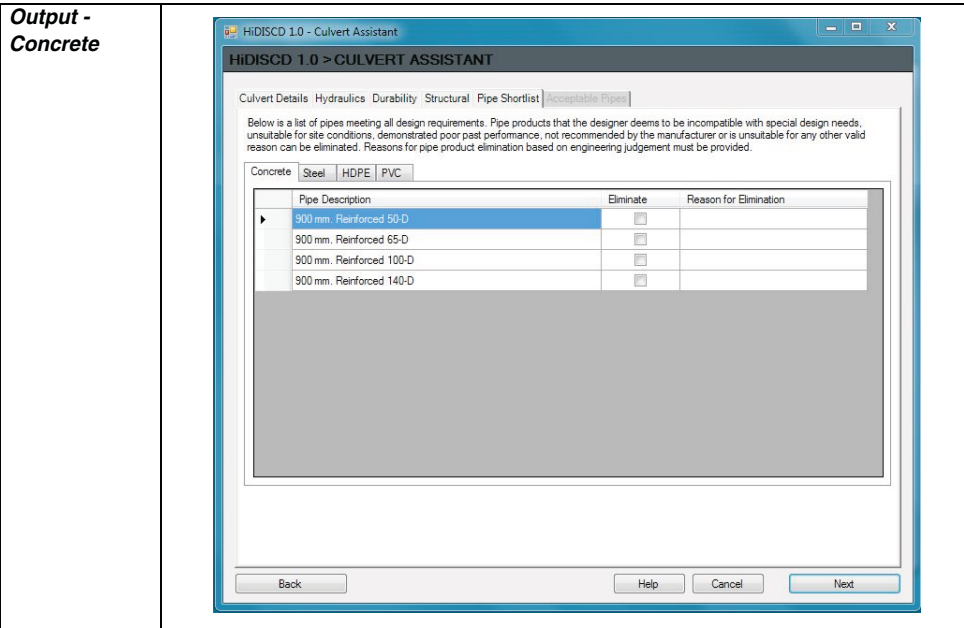 Output -
Concrete
HiDISCD 1.0 - Culvert Assistant
HiDISCD 1.0 > CULVERT ASSISTANT
Culvert Details Hydraulics Durability Structural Pipe Shortlist Acceptable Pipes
Below is a list of pipes meeting all design requirements. Pipe products that the designer deems to be incompatible with special design needs,
unsuitable for site conditions, demonstrated poor past performance, not recommended by the manufacturer or is unsuitable for any other valid
reason can be eliminated. Reasons for pipe product elimination based on engineering judgement must be provided.
Concrete Steel HDPE PVC
Pipe Description Eliminate Reason for Elimination
900 mm. Reinforced 50-D
900 mm. Reinforced 65-D
900 mm. Reinforced 100-D
900 mm. Reinforced 140-D
Back Help Cancel Next